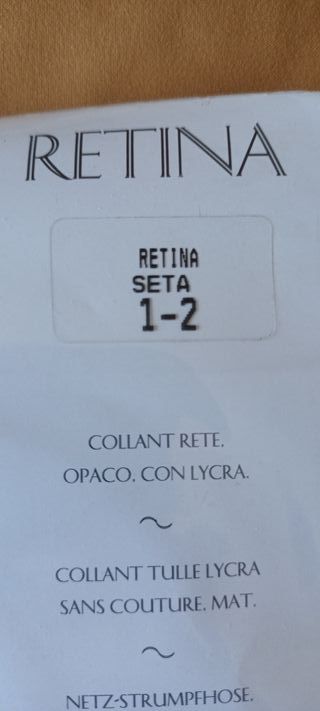 RETINA
RETINA
SETA
1-2
COLLANT RETE.
OPACO. CON LYCRA.
COLLANT TULLE LYCRA
SANS COUTURE. MAT.
NETZ-STRUMPFHOSE.